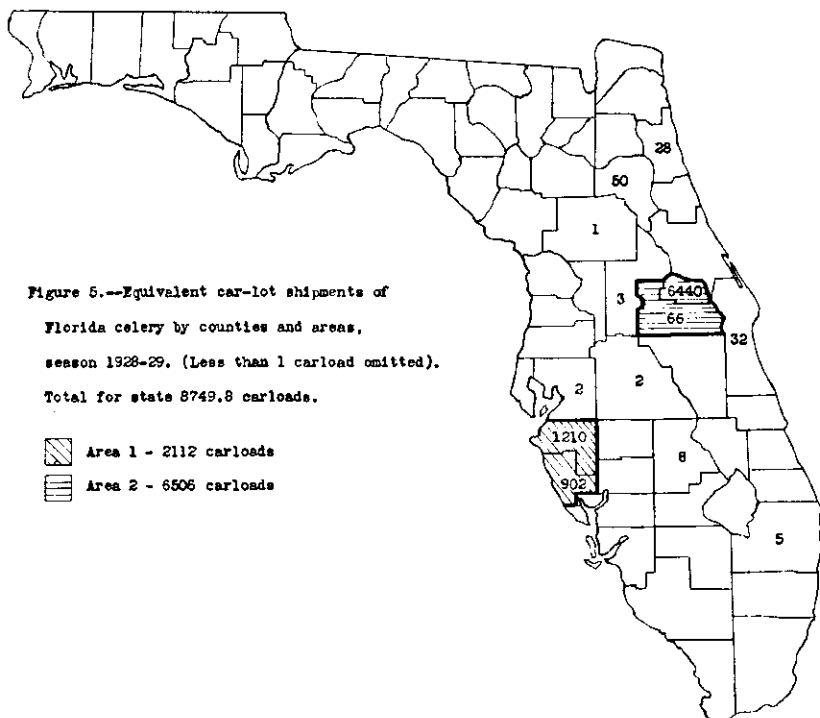 28
50
1
6440
3
66
32
2
2
1210
8
902
5
Figure 5.--Equivalent car-lot shipments of
Florida celery by counties and areas,
season 1928-29. (Less than 1 carload omitted).
Total for state 8749.8 carloads.
Area 1 - 2112 carloads
Area 2 - 6506 carloads